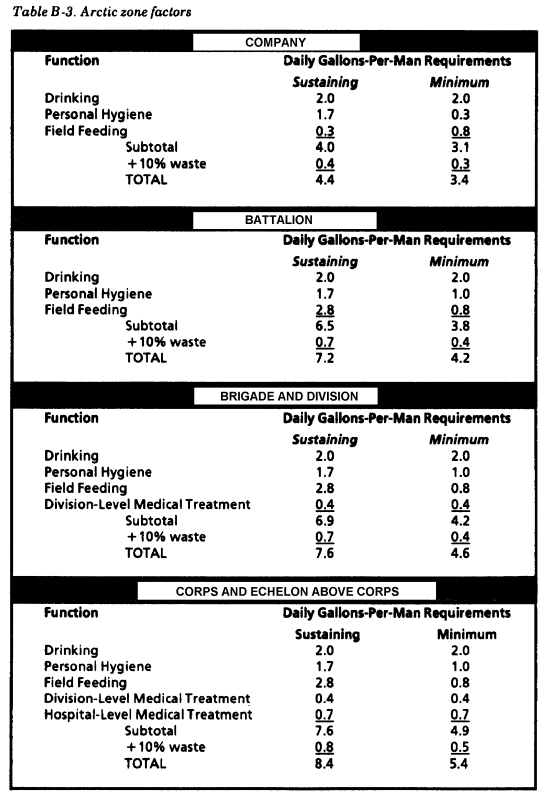 Table B-3. Arctic zone factors
COMPANY
Function Daily Gallons-Per-Man Requirements
Sustaining Minimum
Drinking 2.0 2.0
Personal Hygiene 1.7 0.3
Field Feeding 0.3 0.8
Subtotal 4.0 3.1
+ 10% waste 0.4 0.3
TOTAL 4.4 3.4
BATTALION
Function Daily Gallons-Per-Man Requirements
Sustaining Minimum
Drinking 2.0 2.0
Personal Hygiene 1.7 1.0
Field Feeding 2.8 0.8
Subtotal 6.5 3.8
+ 10% waste 0.7 0.4
TOTAL 7.2 4.2
BRIGADE AND DIVISION
Function Daily Gallons-Per-Man Requirements
Sustaining Minimum
Drinking 2.0 2.0
Personal Hygiene 1.7 1.0
Field Feeding 2.8 0.8
Division-Level Medical Treatment 0.4 0.4
Subtotal 6.9 4.2
+ 10% waste 0.7 0.4
TOTAL 7.6 4.6
CORPS AND ECHELON ABOVE CORPS
Function Daily Gallons-Per-Man Requirements
Sustaining Minimum
Drinking 2.0 2.0
Personal Hygiene 1.7 1.0
Field Feeding 2.8 0.8
Division-Level Medical Treatment 0.4 0.4
Hospital-Level Medical Treatment 0.7 0.7
Subtotal 7.6 4.9
+ 10% waste 0.8 0.5
TOTAL 8.4 5.4